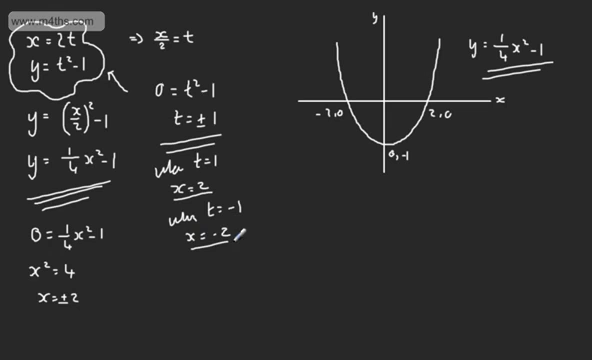 www.m4ths.com
x = 2t
y = t² - 1
⇒ x/2 = t
y = (x/2)² - 1
y = 1/4 x² - 1
0 = 1/4 x² - 1
x² = 4
x = ±2
0 = t² - 1
t = ± 1
when t = 1
x = 2
when t = -1
x = -2
y
x
-2,0
2,0
0,-1
y = 1/4 x² - 1